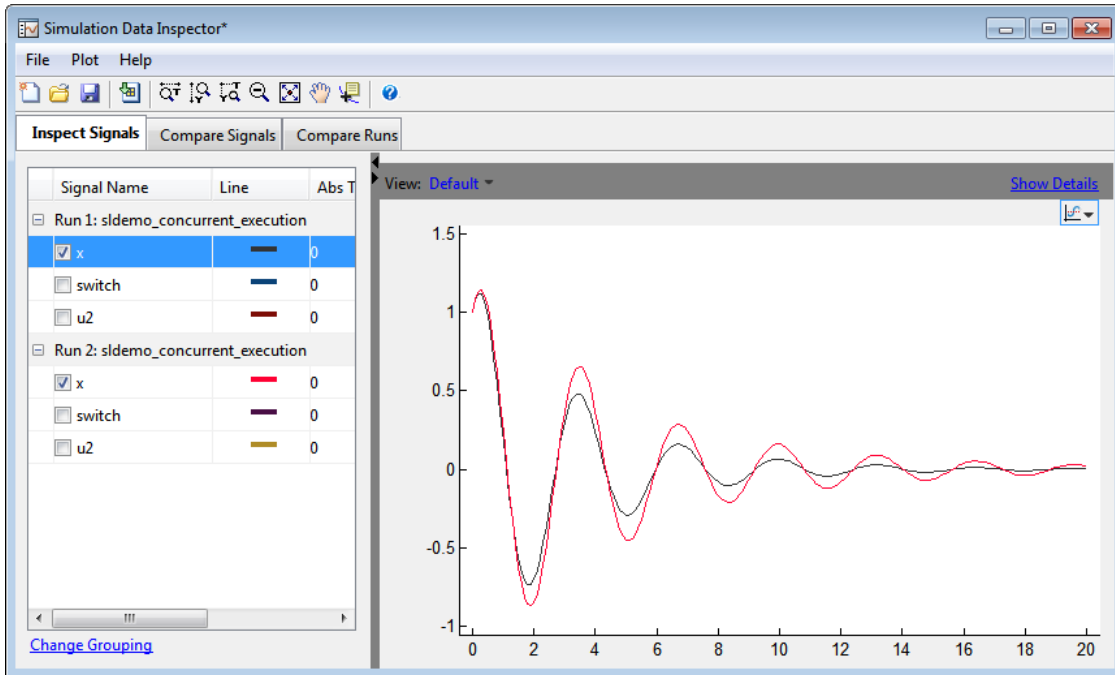 Simulation Data Inspector*
File Plot Help
Inspect Signals Compare Signals Compare Runs
Signal Name Line Abs T
View: Default Show Details
Run 1: sldemo_concurrent_execution
x 0
switch 0
u2 0
Run 2: sldemo_concurrent_execution
x 0
switch 0
u2 0
Change Grouping
1.5
1
0.5
0
-0.5
-1
0 2 4 6 8 10 12 14 16 18 20